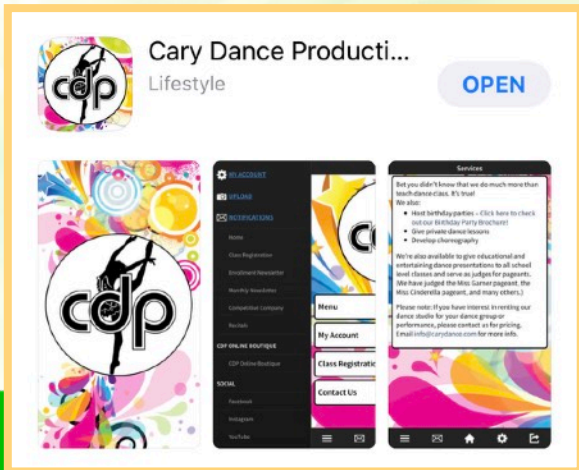 Cary Dance Producti...
Lifestyle
OPEN
cdp
cdp
MY ACCOUNT
UPLOAD
NOTIFICATIONS
Home
Class Registration
Enrollment Newsletter
Monthly Newsletter
Competitive Company
Recitals
CDP ONLINE BOUTIQUE
CDP Online Boutique
SOCIAL
Facebook
Instagram
YouTube
Menu
My Account
Class Registratio
Contact Us
Services
Bet you didn't know that we do much more than
teach dance class. It's true!
We also:
• Host birthday parties – Click here to check
out our Birthday Party Brochure!
• Give private dance lessons
• Develop choreography
We're also available to give educational and
entertaining dance presentations to all school
level classes and serve as judges for pageants.
(We have judged the Miss Garner pageant, the
Miss Cinderella pageant, and many others.)
Please note: If you have interest in renting our
dance studio for your dance group or
performance, please contact us for pricing.
Email info@carydance.com for more info.